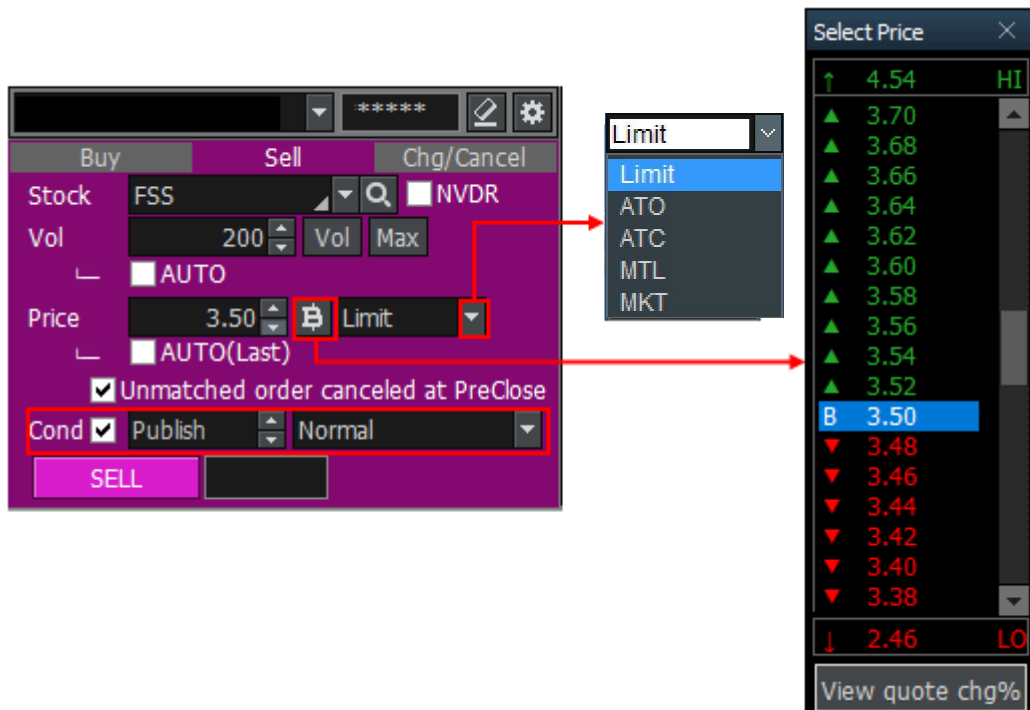 *****
Buy Sell Chg/Cancel
Stock FSS NVDR
Vol 200 Vol Max
AUTO
Price 3.50 B Limit
AUTO(Last)
Unmatched order canceled at PreClose
Cond Publish Normal
SELL
Limit
Limit
ATO
ATC
MTL
MKT
Select Price
↑ 4.54 HI
▲ 3.70
▲ 3.68
▲ 3.66
▲ 3.64
▲ 3.62
▲ 3.60
▲ 3.58
▲ 3.56
▲ 3.54
▲ 3.52
B 3.50
▼ 3.48
▼ 3.46
▼ 3.44
▼ 3.42
▼ 3.40
▼ 3.38
↓ 2.46 LO
View quote chg%